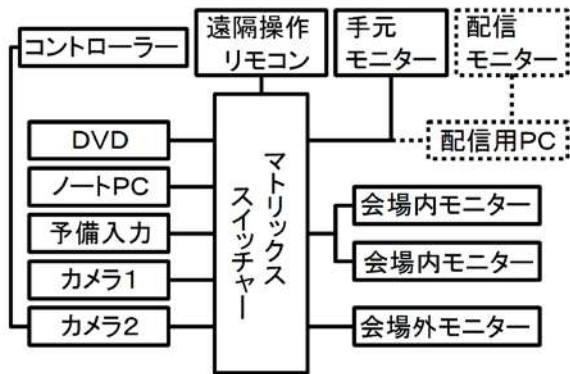 コントローラー
遠隔操作
リモコン
手元
モニター
配信
モニター
配信用PC
DVD
ノートPC
予備入力
カメラ1
カメラ2
マトリックス
スイッチャー
会場内モニター
会場内モニター
会場外モニター